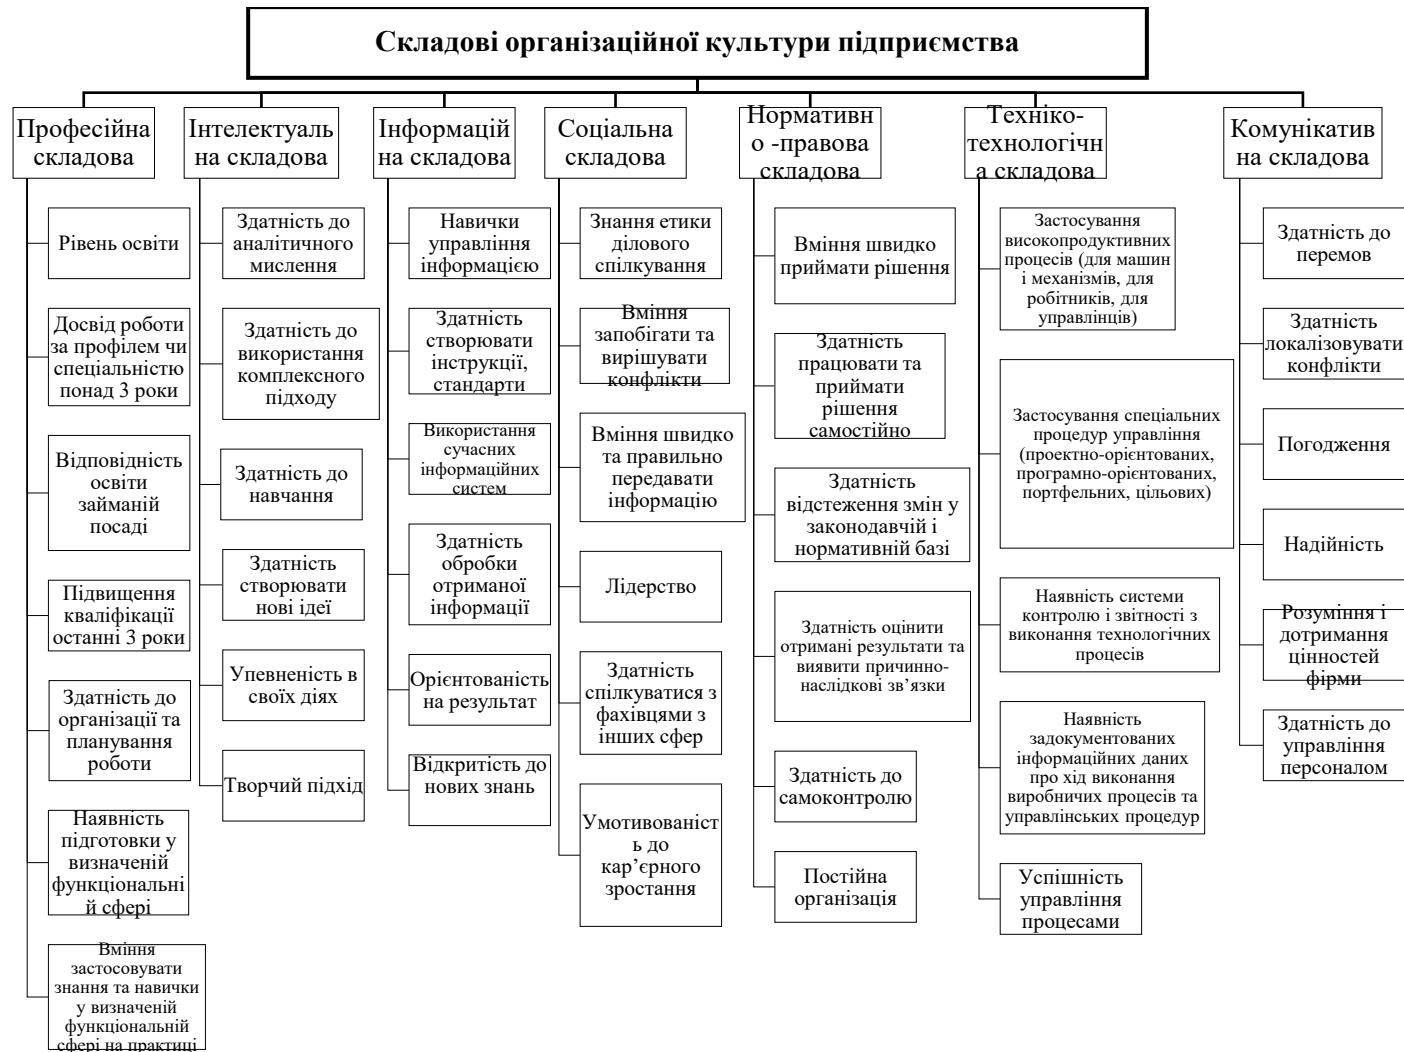 Складові організаційної культури підприємства
Професійна
складова
Рівень освіти
Досвід роботи
за профілем чи
спеціальністю
понад 3 роки
Відповідність
освіти
займаній
посаді
Підвищення
кваліфікації
останні 3 роки
Здатність до
організації та
планування
роботи
Наявність
підготовки у
визначеній
функціональні
й сфері
Вміння
застосовувати
знання та навички
у визначеній
функціональній
сфері на практиці
Інтелектуаль
на складова
Здатність до
аналітичного
мислення
Здатність до
використання
комплексного
підходу
Здатність до
навчання
Здатність
створювати
нові ідеї
Упевненість в
своїх діях
Творчий підхід
Інформацій
на складова
Навички
управління
інформацією
Здатність
створювати
інструкції,
стандарти
Використання
сучасних
інформаційних
систем
Здатність
обробки
отриманої
інформації
Орієнтованість
на результат
Відкритість до
нових знань
Соціальна
складова
Знання етики
ділового
спілкування
Вміння
запобігати та
вирішувати
конфлікти
Вміння швидко
та правильно
передавати
інформацію
Лідерство
Здатність
спілкуватися з
фахівцями з
інших сфер
Умотивованіст
ь до
кар’єрного
зростання
Нормативн
о -правова
складова
Вміння швидко
приймати рішення
Здатність
працювати та
приймати
рішення
самостійно
Здатність
відстеження змін у
законодавчій і
нормативній базі
Здатність оцінити
отримані результати та
виявити причинно-
наслідкові зв’язки
Здатність до
самоконтролю
Постійна
організація
Техніко-
технологічн
а складова
Застосування
високопродуктивних
процесів (для машин
і механізмів, для
робітників, для
управлінців)
Застосування спеціальних
процедур управління
(проектно-орієнтованих,
програмно-орієнтованих,
портфельних, цільових)
Наявність системи
контролю і звітності з
виконання технологічних
процесів
Наявність
задокументованих
інформаційних даних
про хід виконання
виробничих процесів та
управлінських процедур
Успішність
управління
процесами
Комунікатив
на складова
Здатність до
перемов
Здатність
локалізовувати
конфлікти
Погодження
Надійність
Розуміння і
дотримання
цінностей
фірми
Здатність до
управління
персоналом